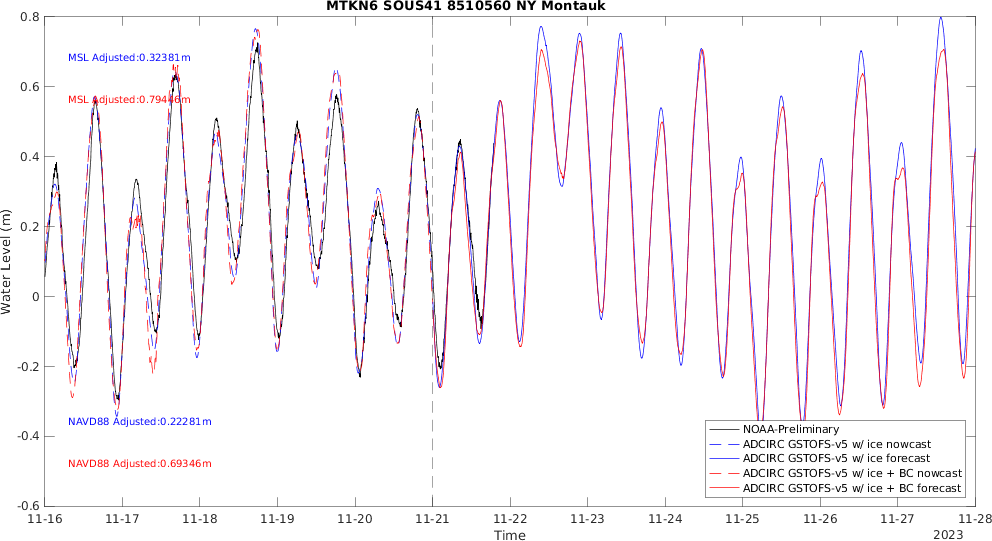 MTKN6 SOUS41 8510560 NY Montauk
0.8
MSL Adjusted:0.32381m
0.6
MSL Adjusted:0.79446m
0.4
0.2
Water Level (m)
0
-0.2
NAVD88 Adjusted:0.22281m
-0.4
NAVD88 Adjusted:0.69346m
-0.6
NOAA-Preliminary
ADCIRC GSTOFS-v5 w/ ice nowcast
ADCIRC GSTOFS-v5 w/ ice forecast
ADCIRC GSTOFS-v5 w/ ice + BC nowcast
ADCIRC GSTOFS-v5 w/ ice + BC forecast
11-16 11-17 11-18 11-19 11-20 11-21 11-22 11-23 11-24 11-25 11-26 11-27 11-28
Time
2023